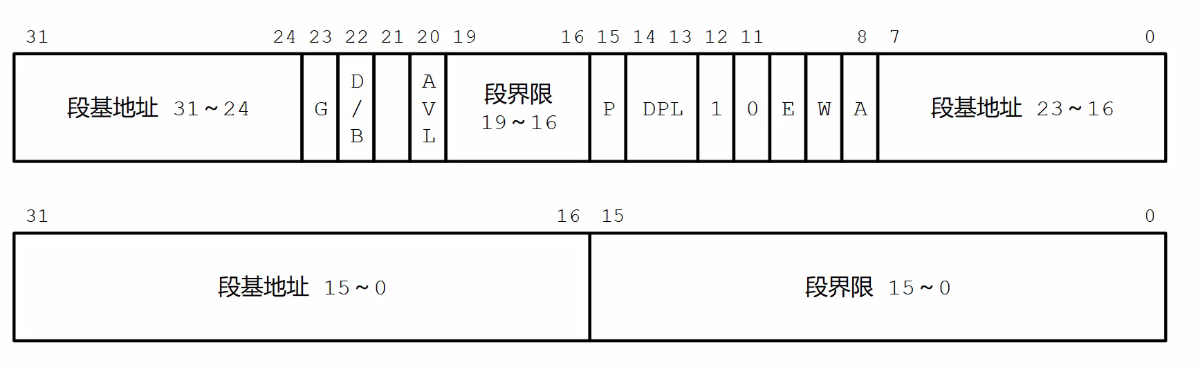 31 24 23 22 21 20 19 16 15 14 13 12 11 8 7 0
段基地址 31~24 G D/B AVL 段界限 19~16 P DPL 1 0 E W A 段基地址 23~16
31 16 15 0
段基地址 15~0 段界限 15~0